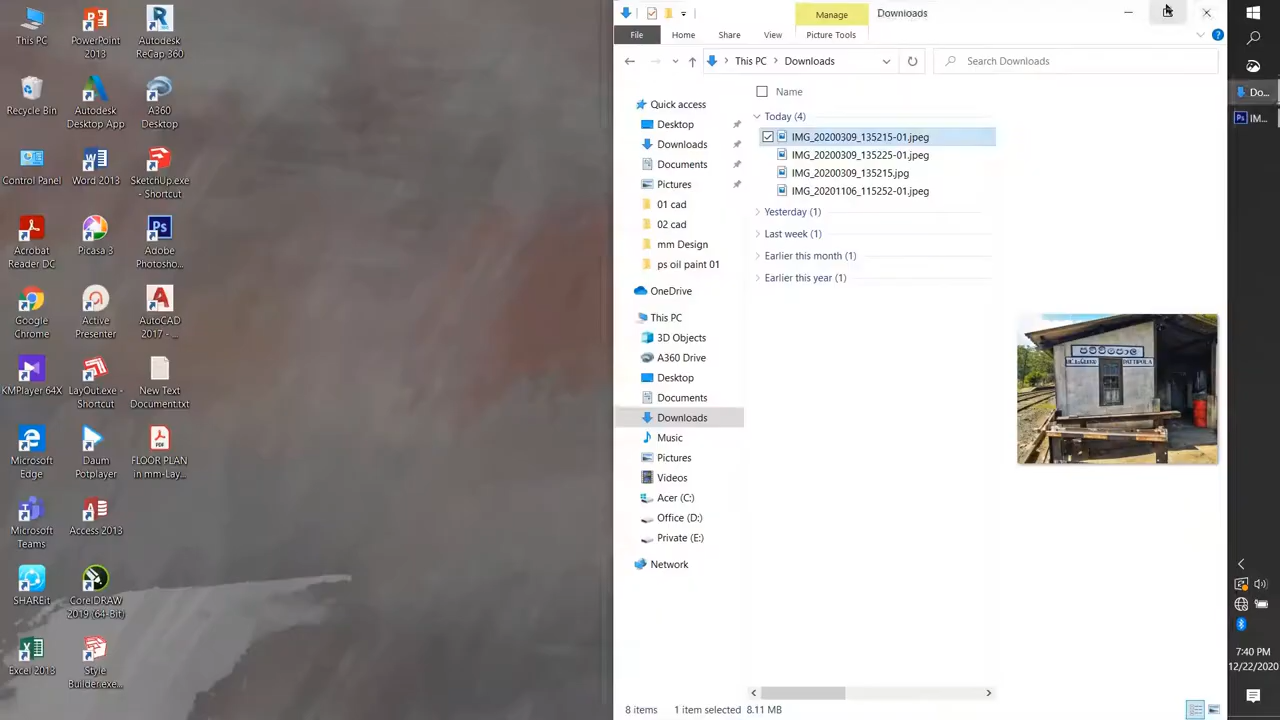 This PC
PowerPoint 2013
Autodesk ReCap 360
Recycle Bin
Autodesk Desktop App
A360 Desktop
Control Panel
Word 2013
SketchUp.exe - Shortcut
Acrobat Reader DC
Picasa 3
Adobe Photosho...
Google Chrome
Active Presenter
AutoCAD 2017 - ...
KMPlayer 64X
LayOut.exe - Shortcut
New Text Document.txt
Microsoft Edge
Daum Potplayer
FLOOR PLAN in mm-Lay...
Microsoft Teams
Access 2013
SHAREit
CorelDRAW 2019 (64-Bit)
Excel 2013
Style Builder.exe...
Manage
Downloads
File
Home
Share
View
Picture Tools
This PC
Downloads
Search Downloads
Name
Quick access
Desktop
Downloads
Documents
Pictures
01 cad
02 cad
mm Design
ps oil paint 01
OneDrive
This PC
3D Objects
A360 Drive
Desktop
Documents
Downloads
Music
Pictures
Videos
Acer (C:)
Office (D:)
Private (E:)
Network
Today (4)
IMG_20200309_135215-01.jpeg
IMG_20200309_135225-01.jpeg
IMG_20200309_135215.jpg
IMG_20201106_115252-01.jpeg
Yesterday (1)
Last week (1)
Earlier this month (1)
Earlier this year (1)
පට්ටිපොල
PATTIPOLA
8 items
1 item selected 8.11 MB
Do...
IM...
7:40 PM
12/22/2020